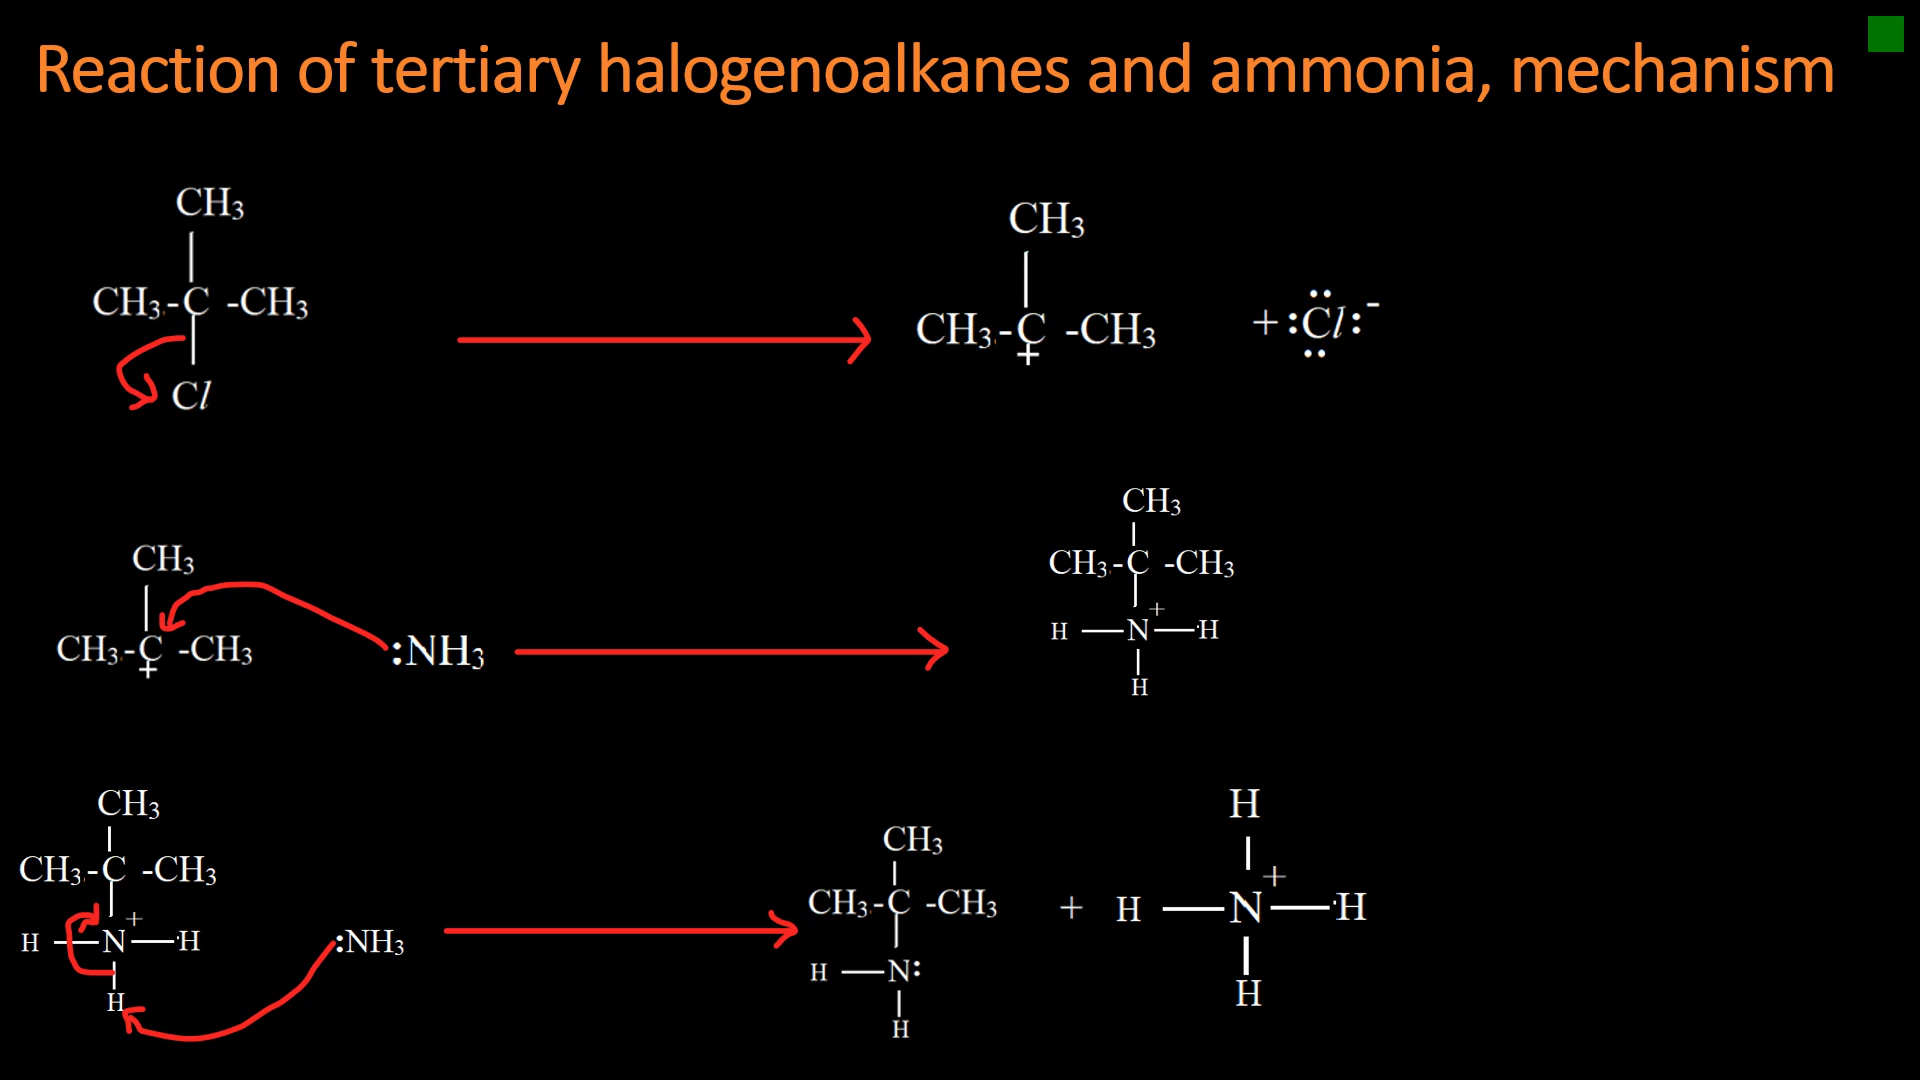 Reaction of tertiary halogenoalkanes and ammonia, mechanism
CH3
CH3-C -CH3
Cl
CH3
CH3-C -CH3
+
+ :Cl:-
CH3
CH3-C -CH3
+
:NH3
CH3
CH3-C -CH3
+
H N H
H
CH3
CH3-C -CH3
+
H N H
H
:NH3
CH3
CH3-C -CH3
H N:
H
+
H
+
H N H
H